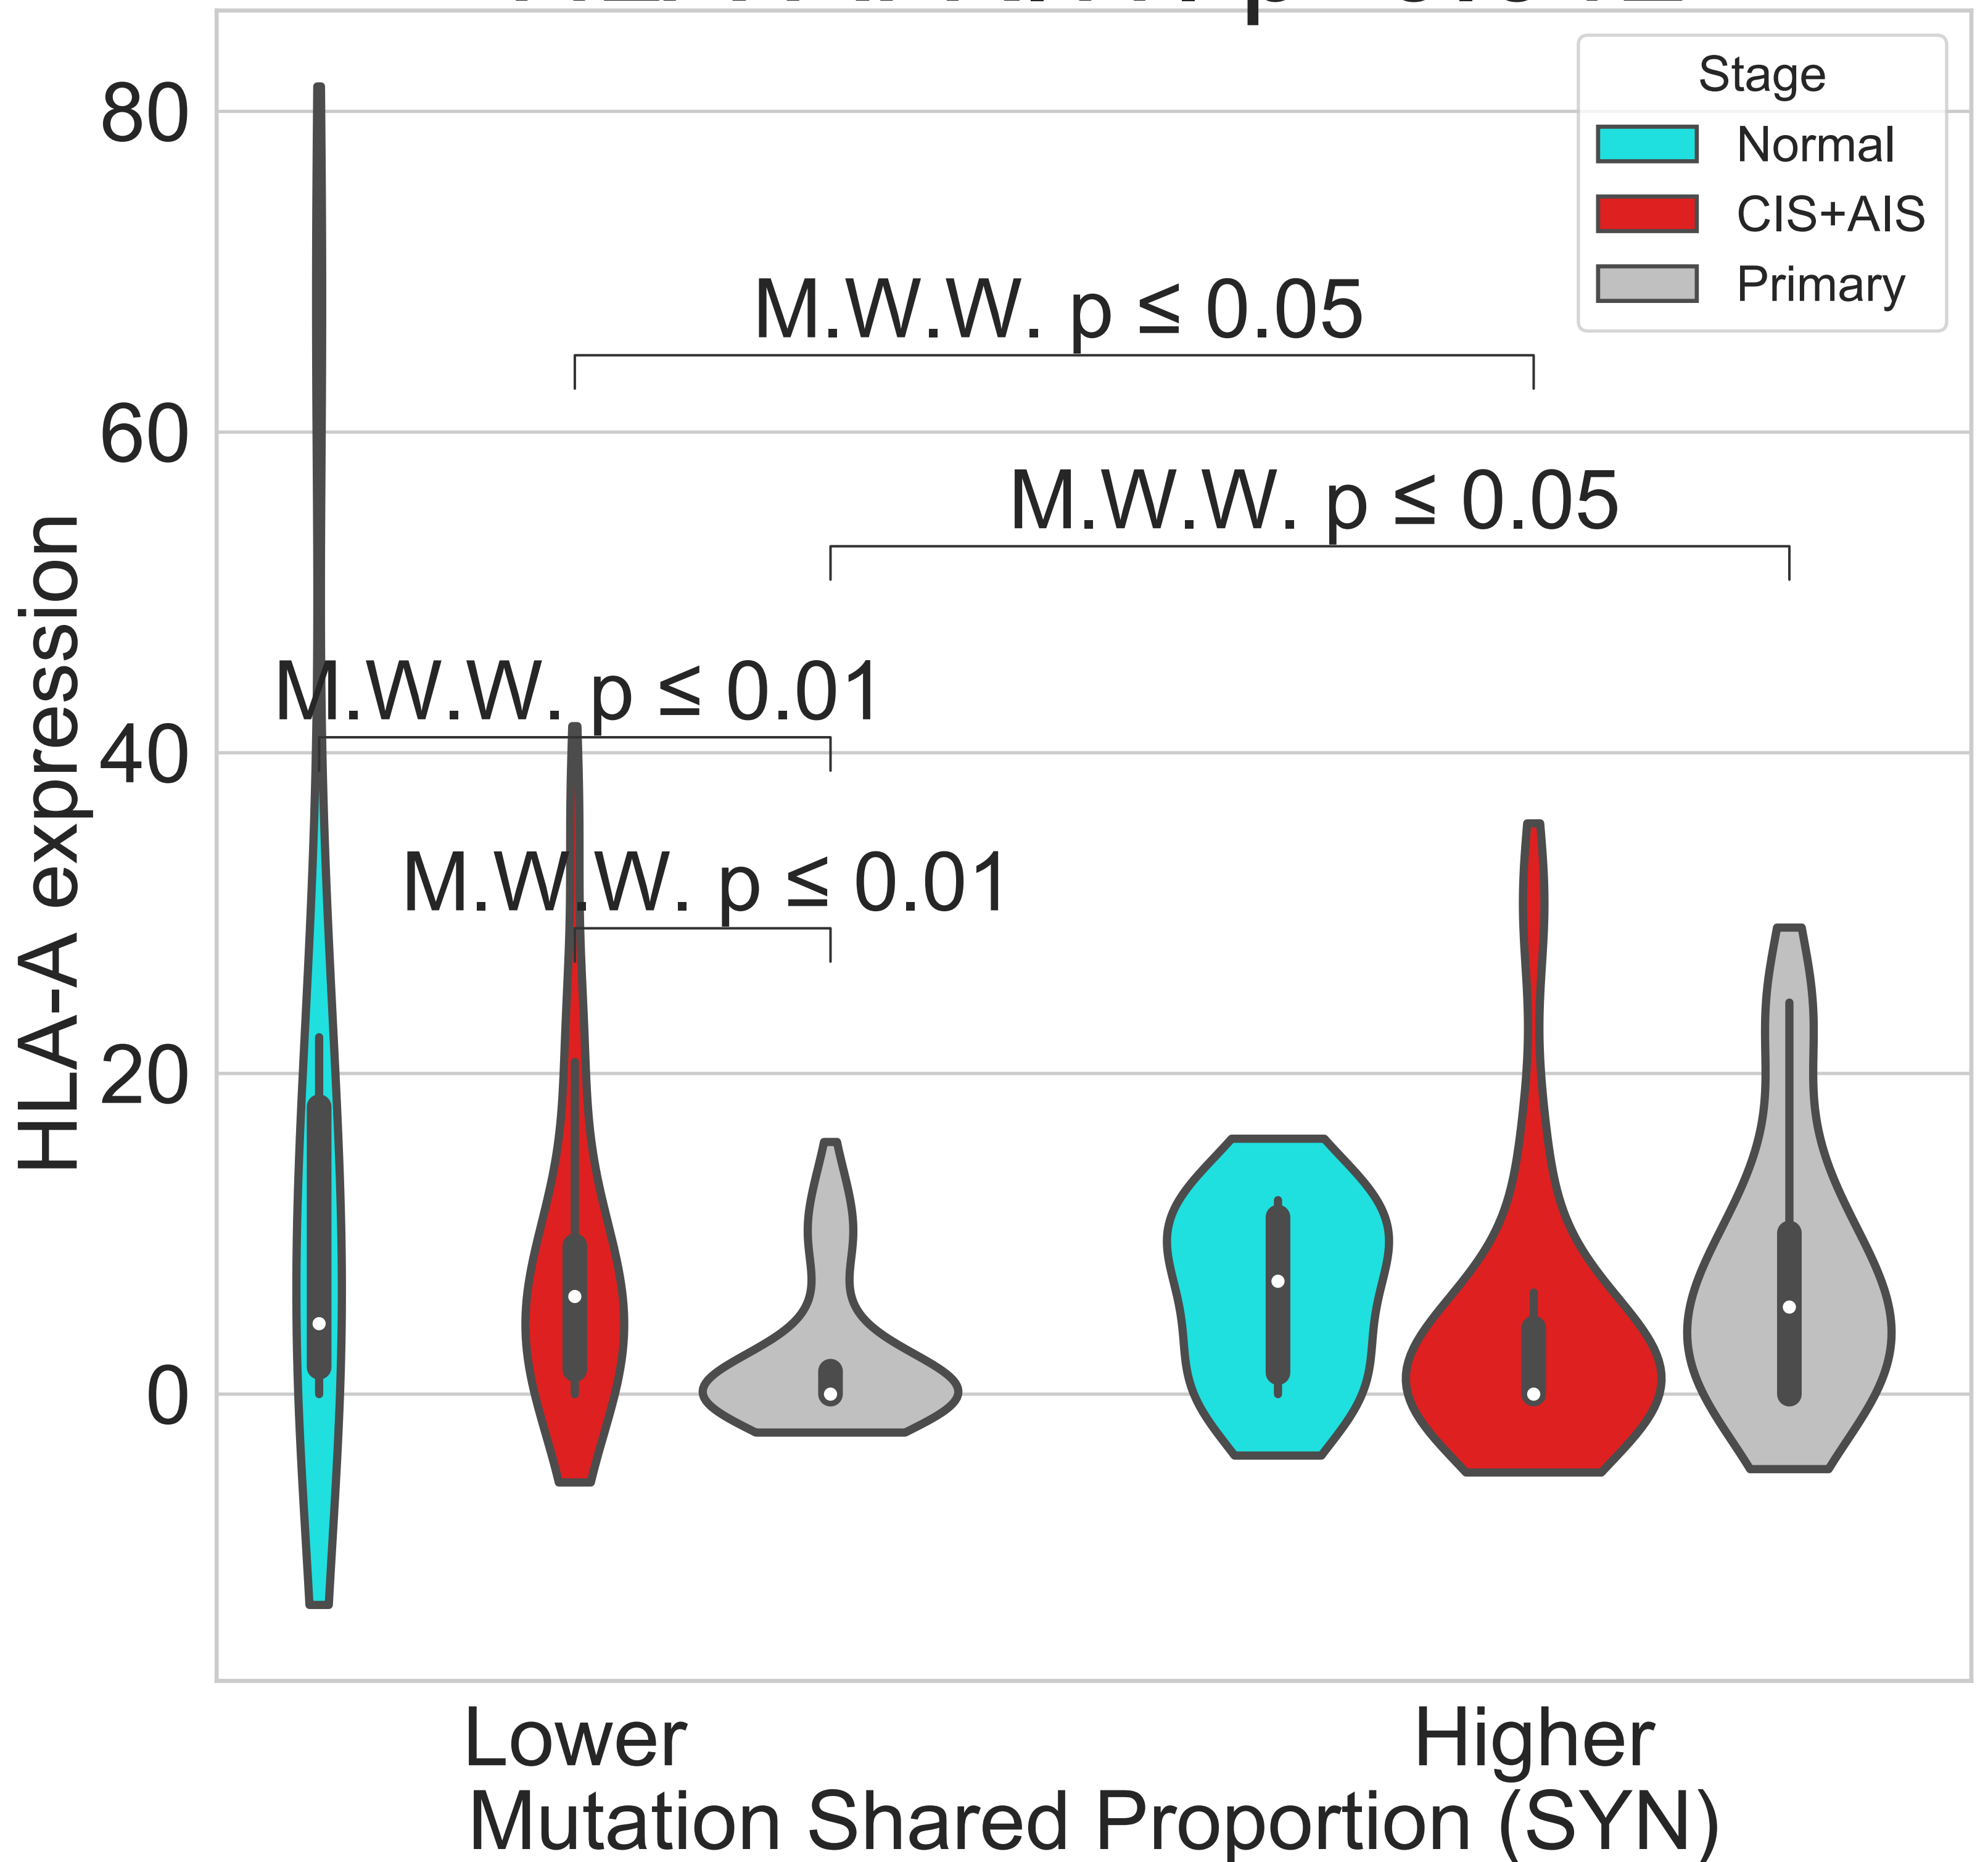 Stage
Normal
CIS+AIS
Primary
M.W.W. p ≤ 0.05
M.W.W. p ≤ 0.05
M.W.W. p ≤ 0.01
M.W.W. p ≤ 0.01
80
60
40
20
0
HLA-A expression
Lower
Higher
Mutation Shared Proportion (SYN)